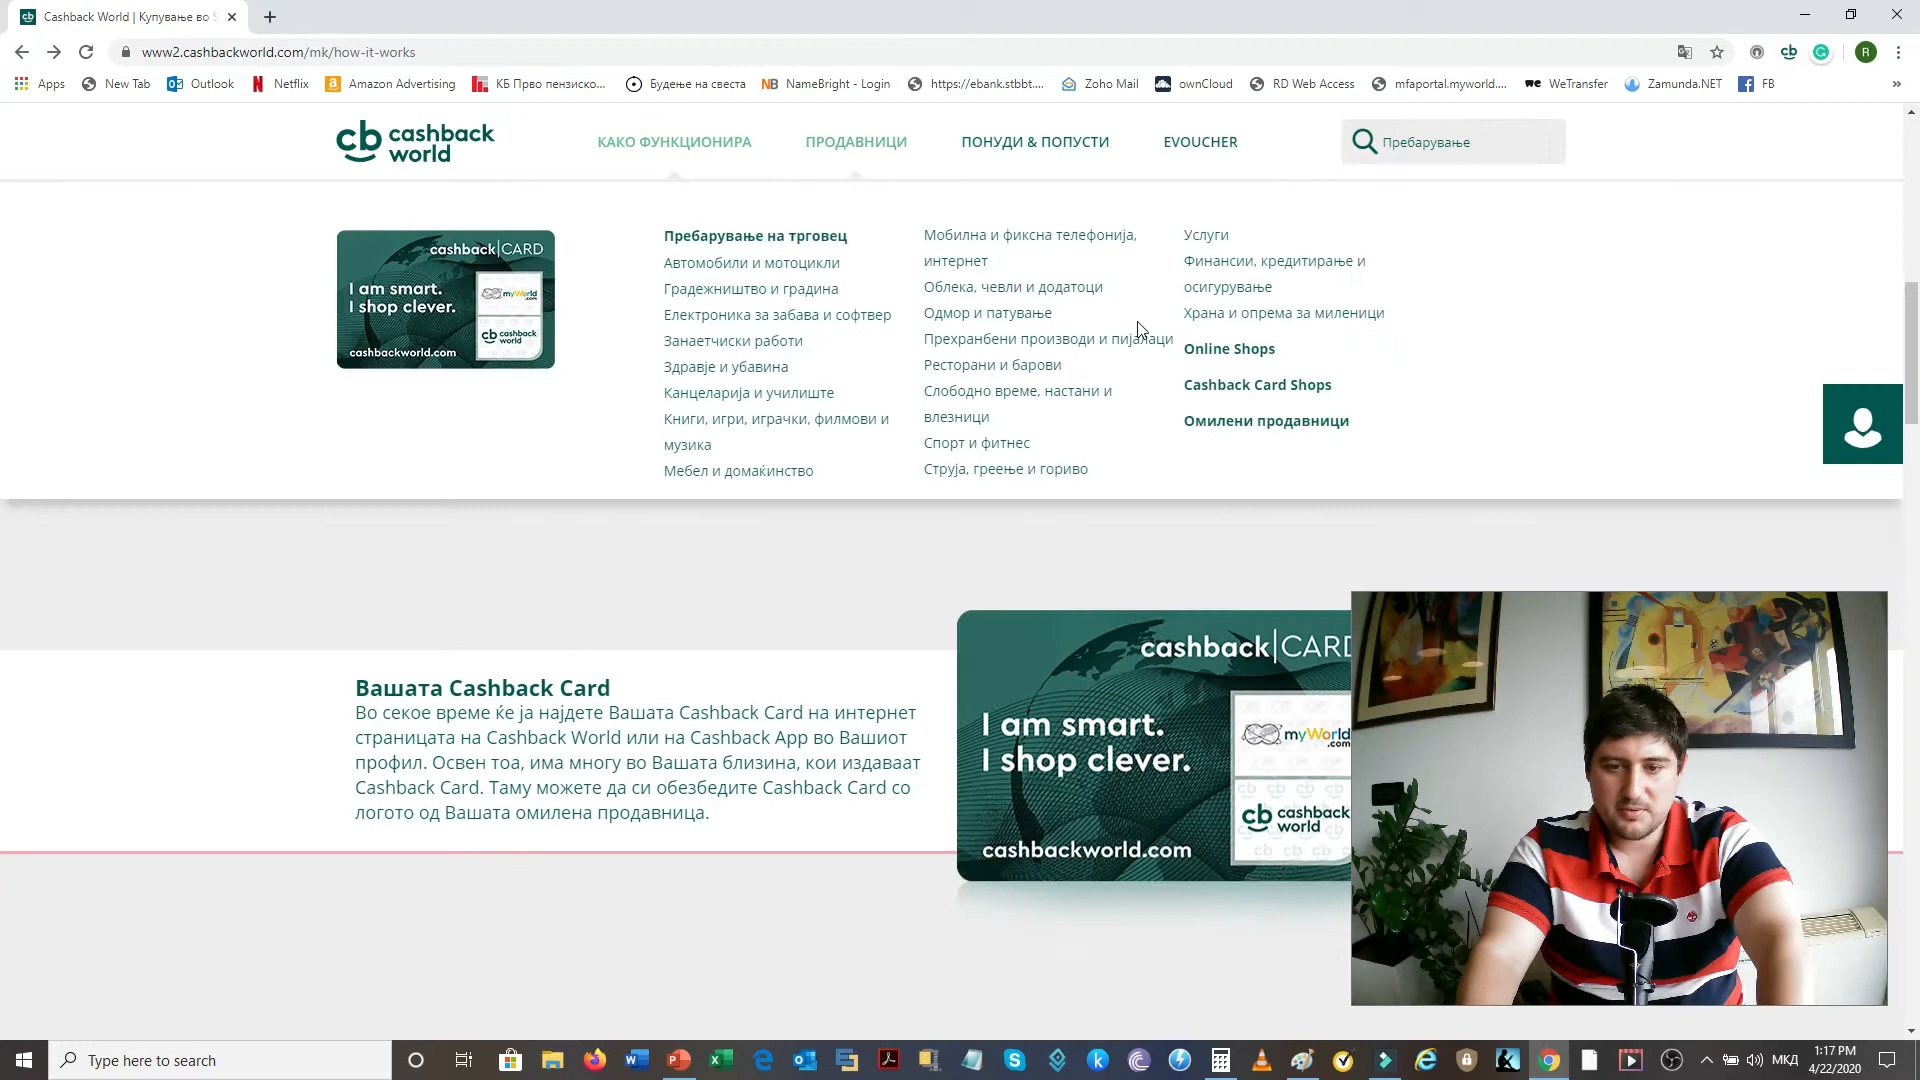 Cashback World | Купување во
www2.cashbackworld.com/mk/how-it-works
R
Apps New Tab Outlook Netflix Amazon Advertising КБ Прво пензиско... Будење на свеста NB NameBright - Login https://ebank.stbbt.... Zoho Mail ownCloud RD Web Access mfaportal.myworld.... we WeTransfer Zamunda.NET FB »
cb cashback world
КАКО ФУНКЦИОНИРА ПРОДАВНИЦИ ПОНУДИ & ПОПУСТИ EVOUCHER Пребарување
cashback|CARD
I am smart.
I shop clever.
myWorld.com
cb cashback world
cashbackworld.com
Пребарување на трговец
Автомобили и мотоцикли
Градежништво и градина
Електроника за забава и софтвер
Занаетчиски работи
Здравје и убавина
Канцеларија и училиште
Книги, игри, играчки, филмови и
музика
Мебел и домаќинство
Мобилна и фиксна телефонија,
интернет
Облека, чевли и додатоци
Одмор и патување
Прехранбени производи и пијалаци
Ресторани и барови
Слободно време, настани и
влезници
Спорт и фитнес
Струја, греење и гориво
Услуги
Финансии, кредитирање и
осигурување
Храна и опрема за миленици
Online Shops
Cashback Card Shops
Омилени продавници
Вашата Cashback Card
Во секое време ќе ја најдете Вашата Cashback Card на интернет
страницата на Cashback World или на Cashback App во Вашиот
профил. Освен тоа, има многу во Вашата близина, кои издаваат
Cashback Card. Таму можете да си обезбедите Cashback Card со
логото од Вашата омилена продавница.
cashback|CARD
I am smart.
I shop clever.
myWorld.com
cb cashback world
cashbackworld.com
Type here to search
МКД
1:17 PM
4/22/2020